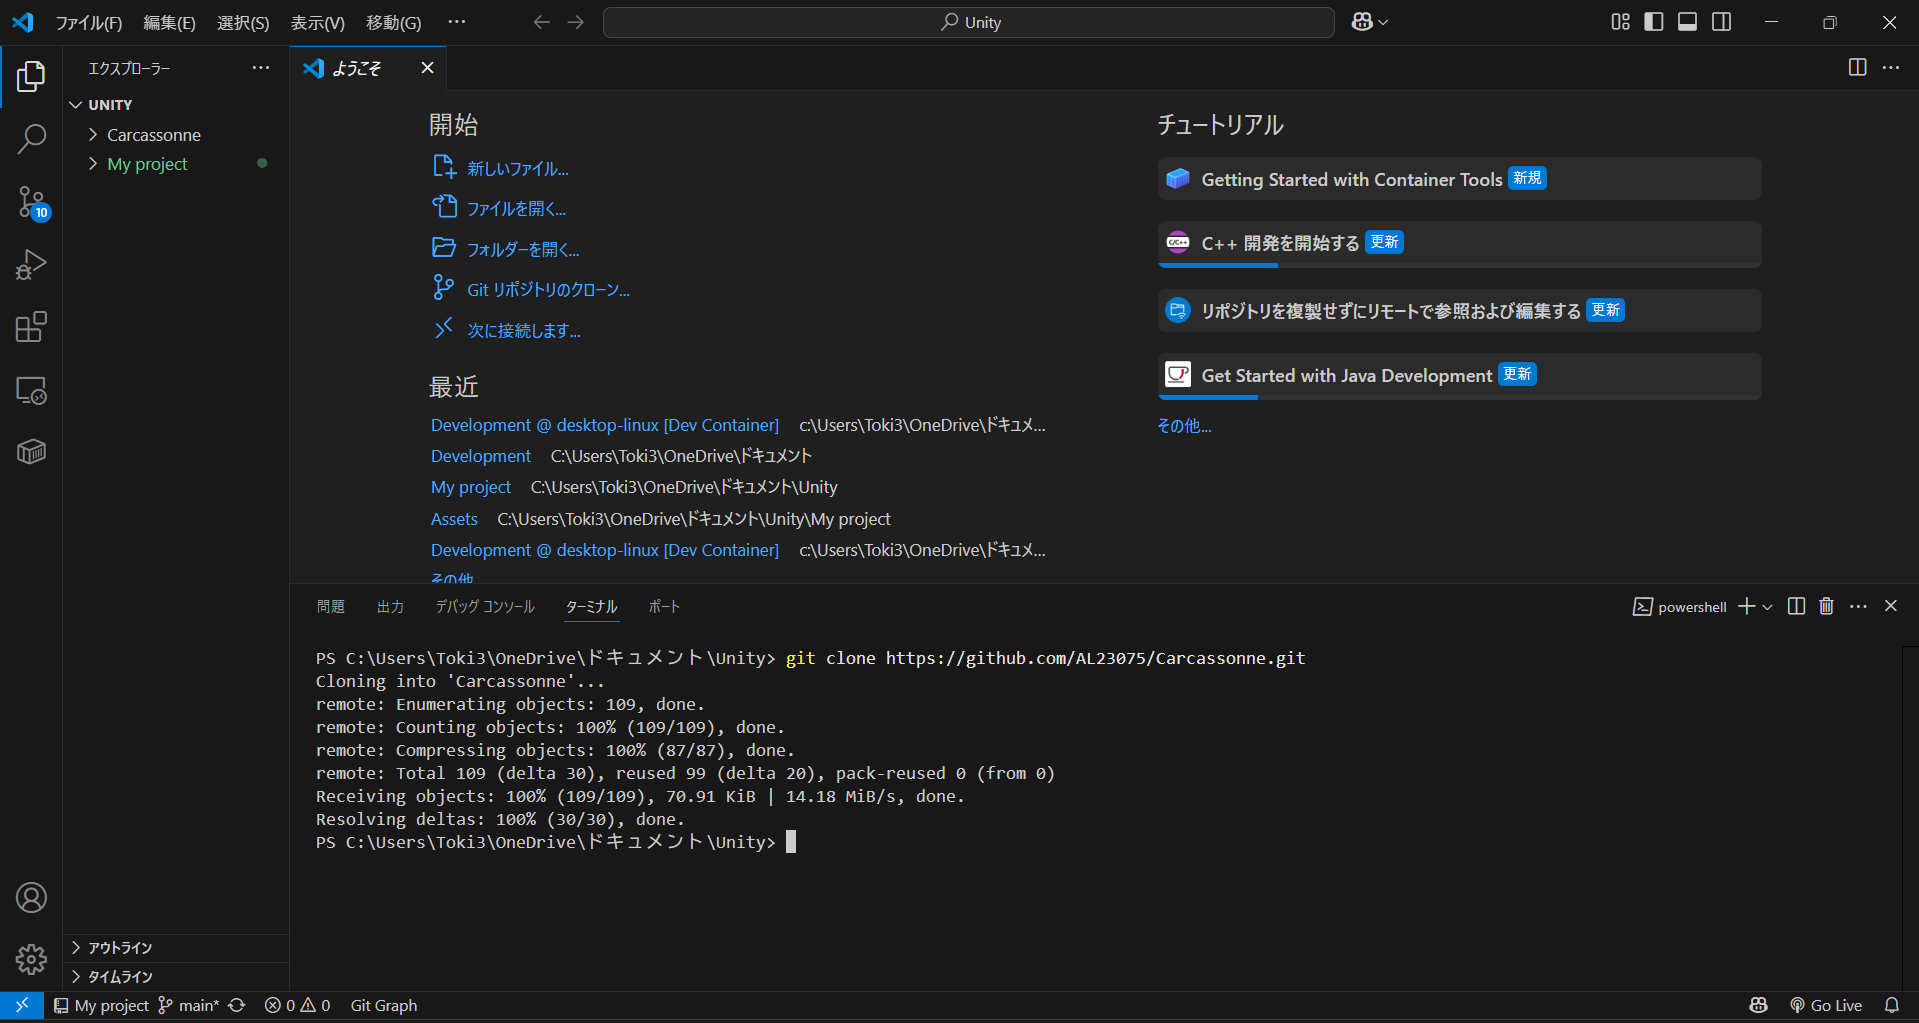 ファイル(F) 編集(E) 選択(S) 表示(V) 移動(G) ··· Unity
エクスプローラー ···
UNITY
Carcassonne
My project
10
ようこそ
開始
新しいファイル...
ファイルを開く...
フォルダーを開く...
Git リポジトリのクローン...
次に接続します...
最近
Development @ desktop-linux [Dev Container] c:\Users\Toki3\OneDrive\ドキュメ...
Development C:\Users\Toki3\OneDrive\ドキュメント
My project C:\Users\Toki3\OneDrive\ドキュメント\Unity
Assets C:\Users\Toki3\OneDrive\ドキュメント\Unity\My project
Development @ desktop-linux [Dev Container] c:\Users\Toki3\OneDrive\ドキュメ...
その他
チュートリアル
Getting Started with Container Tools 新規
C/C++ C++ 開発を開始する 更新
リポジトリを複製せずにリモートで参照および編集する 更新
Get Started with Java Development 更新
その他...
問題 出力 デバッグ コンソール ターミナル ポート powershell
PS C:\Users\Toki3\OneDrive\ドキュメント\Unity> git clone https://github.com/AL23075/Carcassonne.git
Cloning into 'Carcassonne'...
remote: Enumerating objects: 109, done.
remote: Counting objects: 100% (109/109), done.
remote: Compressing objects: 100% (87/87), done.
remote: Total 109 (delta 30), reused 99 (delta 20), pack-reused 0 (from 0)
Receiving objects: 100% (109/109), 70.91 KiB | 14.18 MiB/s, done.
Resolving deltas: 100% (30/30), done.
PS C:\Users\Toki3\OneDrive\ドキュメント\Unity>
アウトライン
タイムライン
My project main* 0 0 Git Graph Go Live